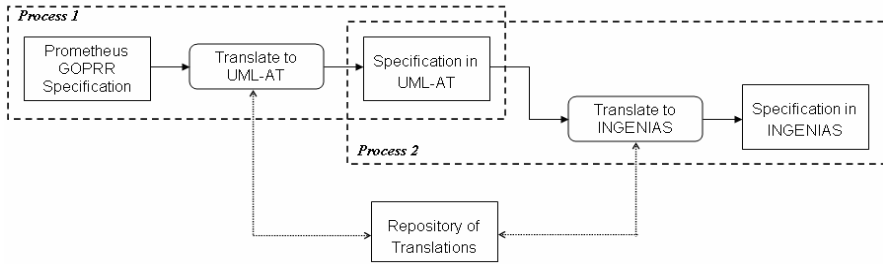 Process 1
Prometheus
GOPRR
Specification
Translate to
UML-AT
Specification in
UML-AT
Translate to
INGENIAS
Specification in
INGENIAS
Process 2
Repository of
Translations